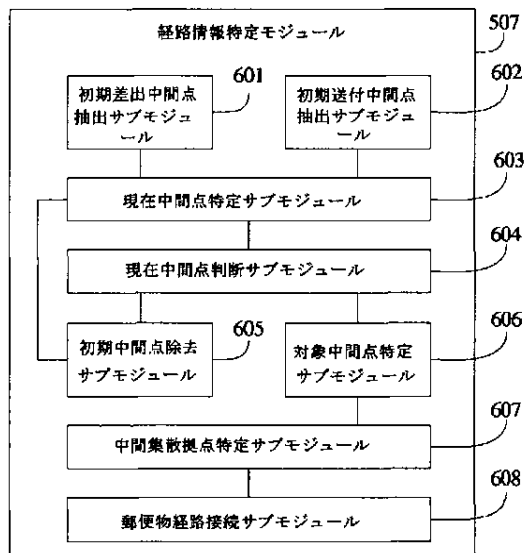 経路情報特定モジュール
507
初期差出中間点
抽出サブモジュ
ール
601
初期送付中間点
抽出サブモジュ
ール
602
603
現在中間点特定サブモジュール
604
現在中間点判断サブモジュール
初期中間点除去
サブモジュール
605
対象中間点特定
サブモジュール
606
607
中間集散拠点特定サブモジュール
608
郵便物経路接続サブモジュール